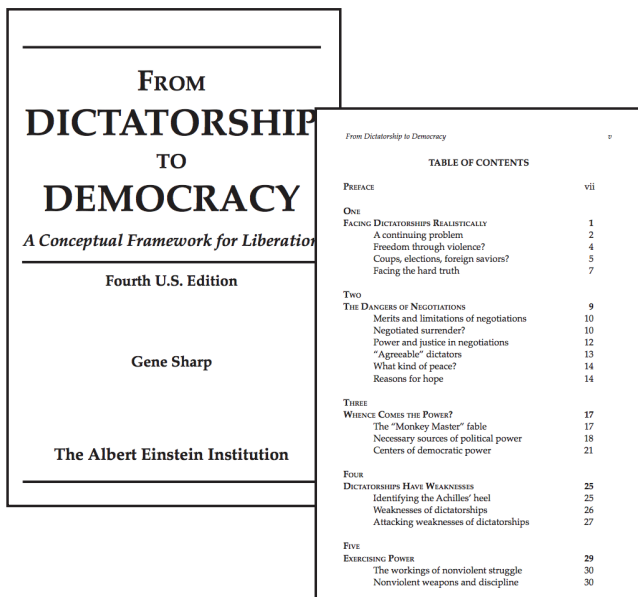 FROM
DICTATORSHIP
TO
DEMOCRACY
A Conceptual Framework for Liberation
Fourth U.S. Edition
Gene Sharp
The Albert Einstein Institution
From Dictatorship to Democracy v
TABLE OF CONTENTS
PREFACE vii
ONE
FACING DICTATORSHIPS REALISTICALLY 1
A continuing problem 2
Freedom through violence? 4
Coups, elections, foreign saviors? 5
Facing the hard truth 7
TWO
THE DANGERS OF NEGOTIATIONS 9
Merits and limitations of negotiations 10
Negotiated surrender? 10
Power and justice in negotiations 12
“Agreeable” dictators 13
What kind of peace? 14
Reasons for hope 14
THREE
WHENCE COMES THE POWER? 17
The “Monkey Master” fable 17
Necessary sources of political power 18
Centers of democratic power 21
FOUR
DICTATORSHIPS HAVE WEAKNESSES 25
Identifying the Achilles’ heel 25
Weaknesses of dictatorships 26
Attacking weaknesses of dictatorships 27
FIVE
EXERCISING POWER 29
The workings of nonviolent struggle 30
Nonviolent weapons and discipline 30